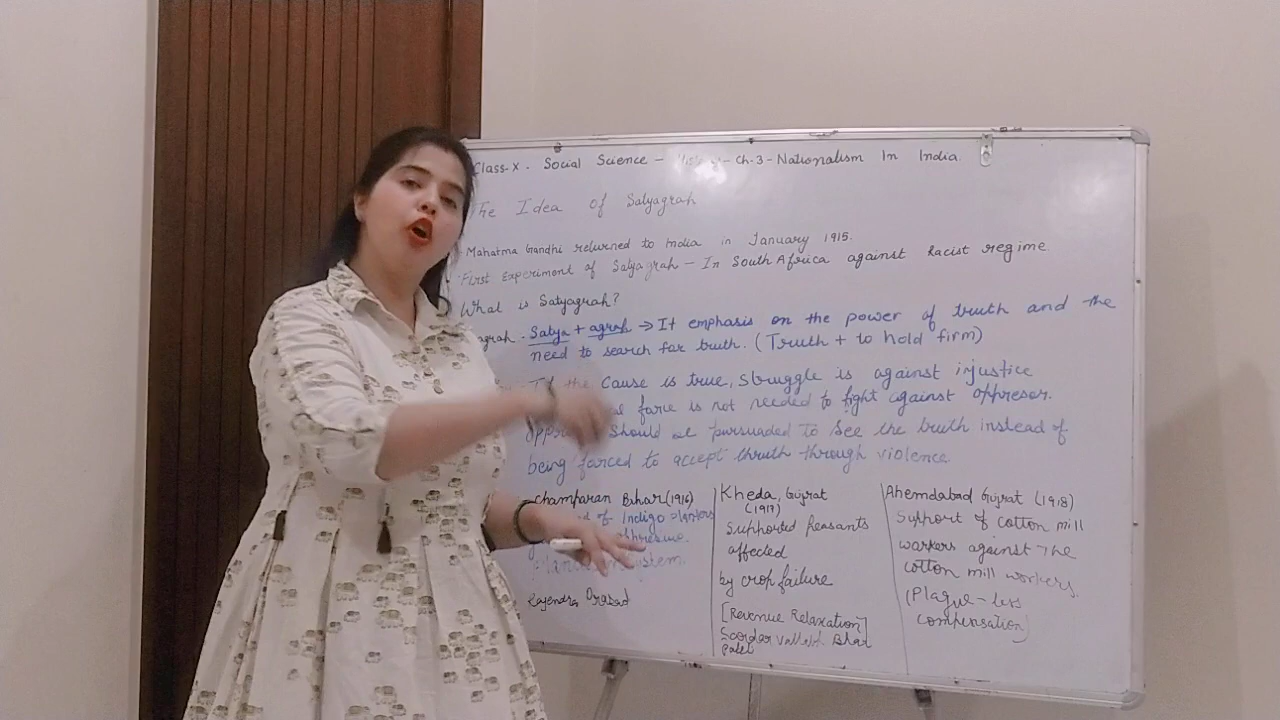 Class-X - Social Science - - Ch-3- Nationalism In India
The Idea of Satyagrah
Mahatma Gandhi returned to India in January 1915.
First Experiment of Satyagrah - In South Africa against Racist regime
What is Satyagrah?
agrah - Satya + agrah → It emphasis on the power of truth and the
need to search for truth. (Truth + to hold firm)
If the cause is true, struggle is against injustice
force is not needed to fight against oppresor.
should be pursuaded to see the truth instead of
being forced to accept thruth through violence
Champaran Bihar (1916)
of Indigo planters
oppresive
system.
Rajendra Prasad
Kheda, Gujrat
(1917)
Supported peasants
affected
by crop failure
[Revenue Relaxation]
Sardar Vallabh Bhai
Patel
Ahemdabad Gujrat (1918)
Support of cotton mill
workers against the
cotton mill workers.
(Plague - less
compensation)